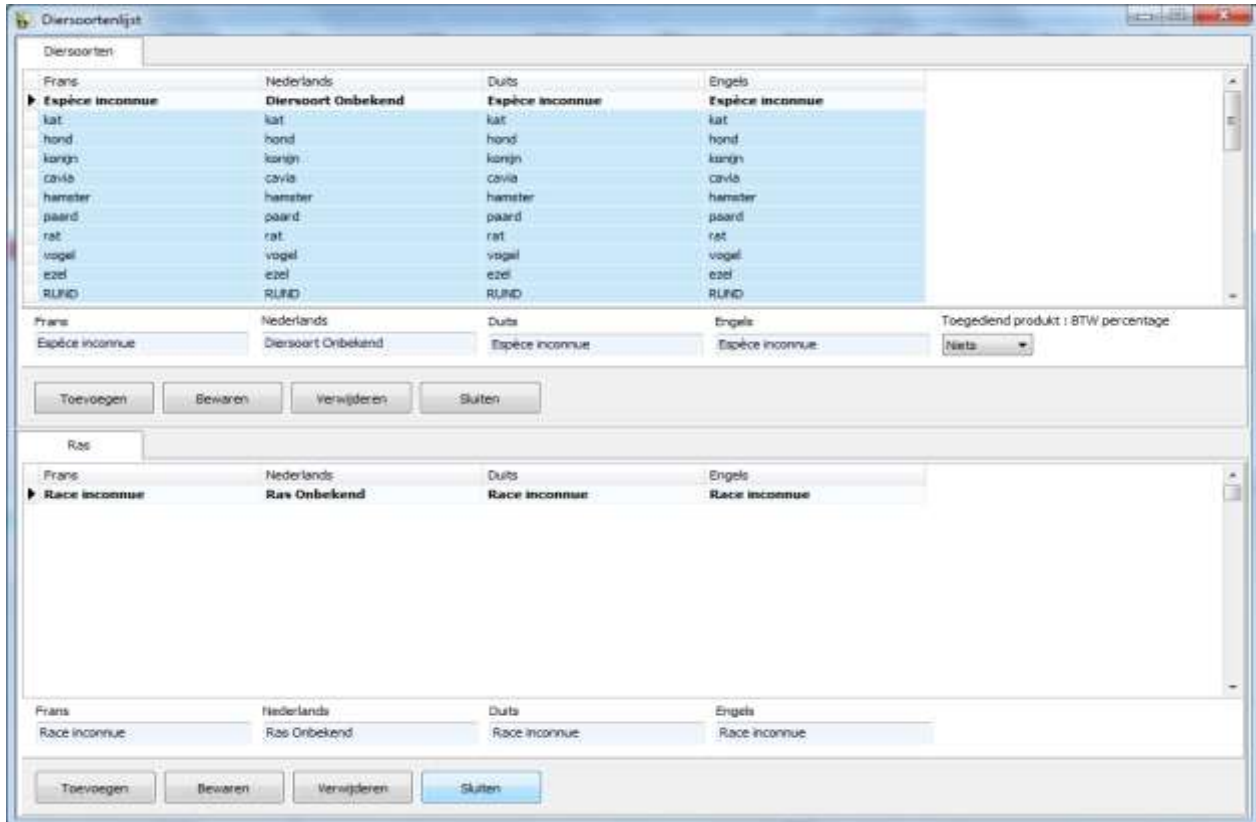 Diersoortenlijst
Diersoorten
Frans Nederlands Duits Engels
Espèce inconnue Diersoort Onbekend Espèce inconnue Espèce inconnue
kat kat kat kat
hond hond hond hond
konijn konijn konijn konijn
cavia cavia cavia cavia
hamster hamster hamster hamster
paard paard paard paard
rat rat rat rat
vogel vogel vogel vogel
ezel ezel ezel ezel
RUND RUND RUND RUND
Frans Nederlands Duits Engels Toegediend produkt : BTW percentage
Espèce inconnue Diersoort Onbekend Espèce inconnue Espèce inconnue Niets
Toevoegen Bewaren Verwijderen Sluiten
Ras
Frans Nederlands Duits Engels
Race inconnue Ras Onbekend Race inconnue Race inconnue
Frans Nederlands Duits Engels
Race inconnue Ras Onbekend Race inconnue Race inconnue
Toevoegen Bewaren Verwijderen Sluiten